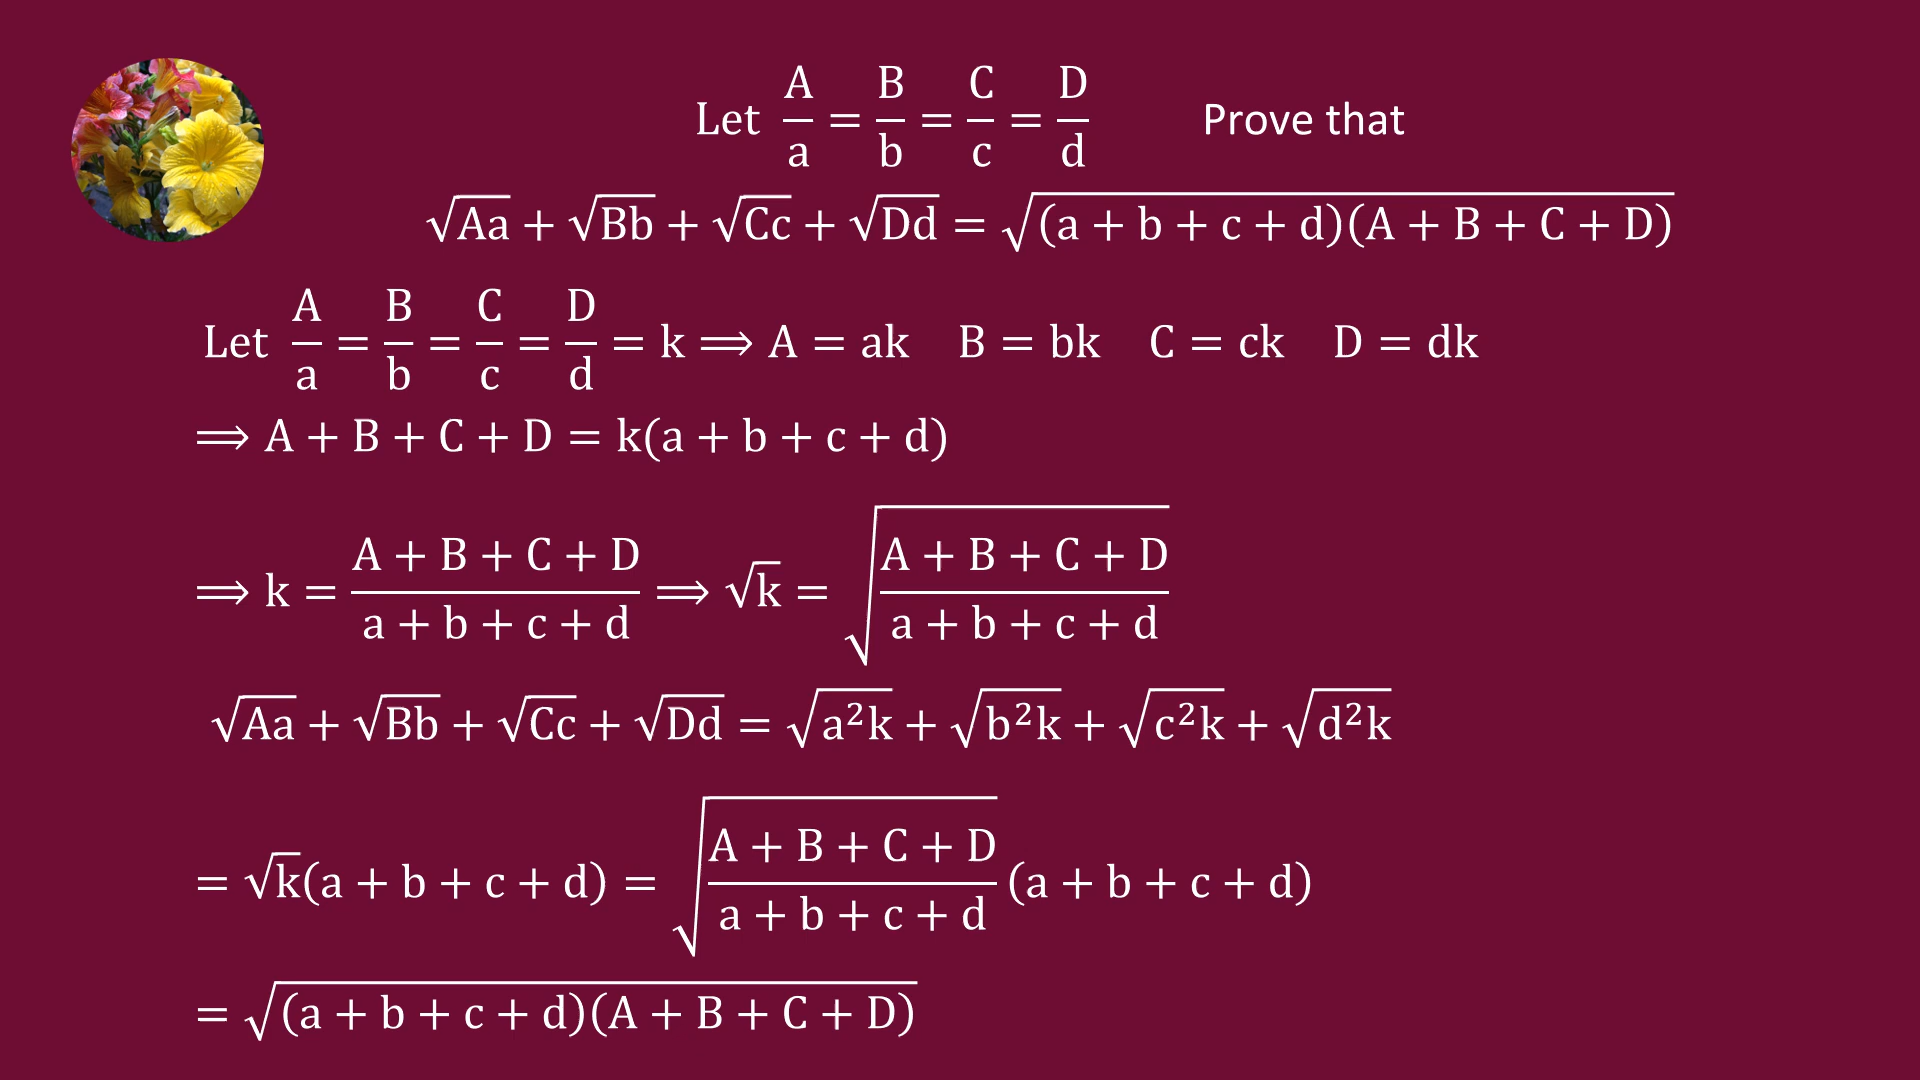 Let A/a = B/b = C/c = D/d Prove that
√(Aa) + √(Bb) + √(Cc) + √(Dd) = √((a + b + c + d)(A + B + C + D))
Let A/a = B/b = C/c = D/d = k ⟹ A = ak B = bk C = ck D = dk
⟹ A + B + C + D = k(a + b + c + d)
⟹ k = (A + B + C + D)/(a + b + c + d) ⟹ √k = √((A + B + C + D)/(a + b + c + d))
√(Aa) + √(Bb) + √(Cc) + √(Dd) = √(a²k) + √(b²k) + √(c²k) + √(d²k)
= √k(a + b + c + d) = √((A + B + C + D)/(a + b + c + d)) (a + b + c + d)
= √((a + b + c + d)(A + B + C + D))